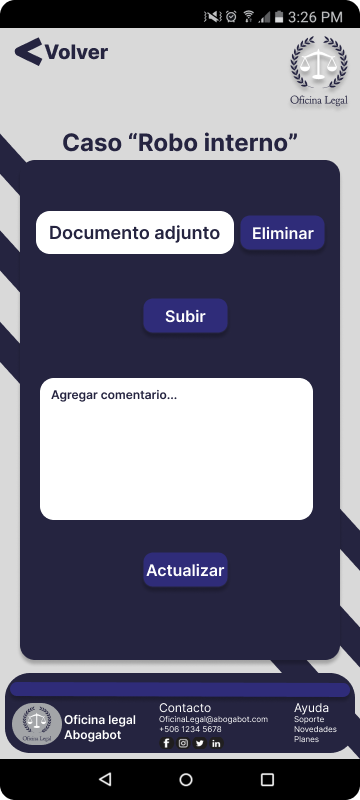 3:26 PM
Volver
Oficina Legal
Caso “Robo interno”
Documento adjunto
Eliminar
Subir
Agregar comentario...
Actualizar
Oficina Legal
Oficina legal
Abogabot
Contacto
OficinaLegal@abogabot.com
+506 1234 5678
Ayuda
Soporte
Novedades
Planes